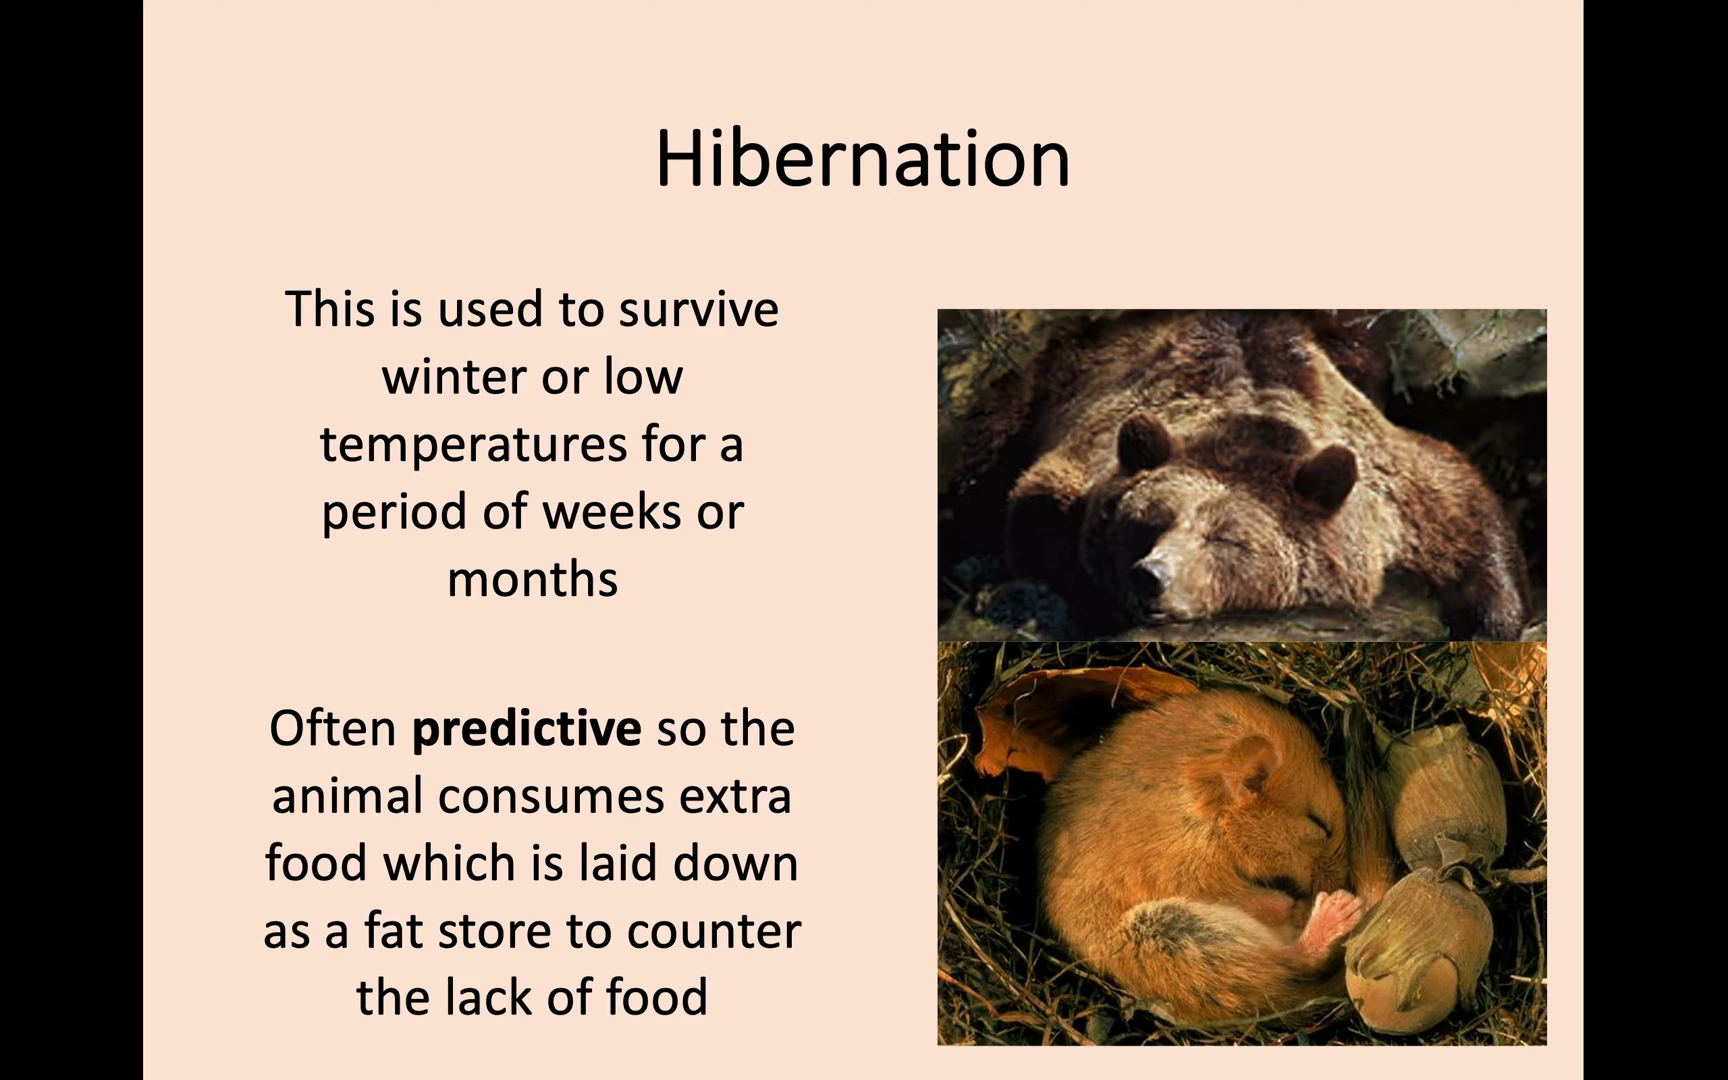 Hibernation
This is used to survive
winter or low
temperatures for a
period of weeks or
months
Often predictive so the
animal consumes extra
food which is laid down
as a fat store to counter
the lack of food